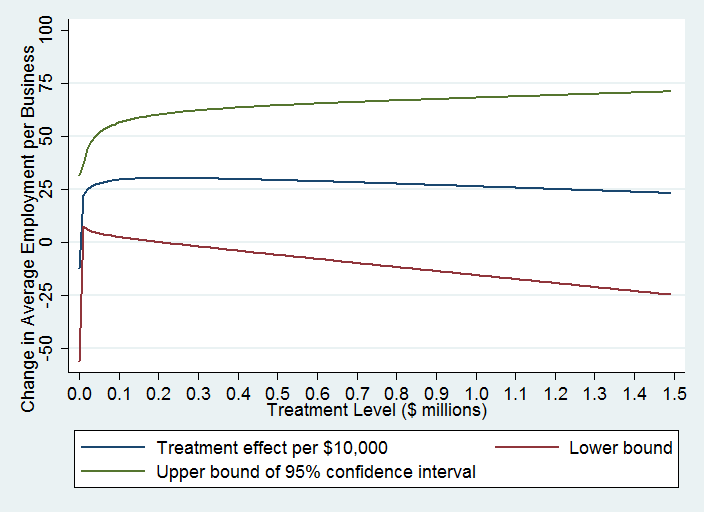 Change in Average Employment per Business
100
75
50
25
0
-25
-50
0.0 0.1 0.2 0.3 0.4 0.5 0.6 0.7 0.8 0.9 1.0 1.1 1.2 1.3 1.4 1.5
Treatment Level ($ millions)
Treatment effect per $10,000 Lower bound
Upper bound of 95% confidence interval